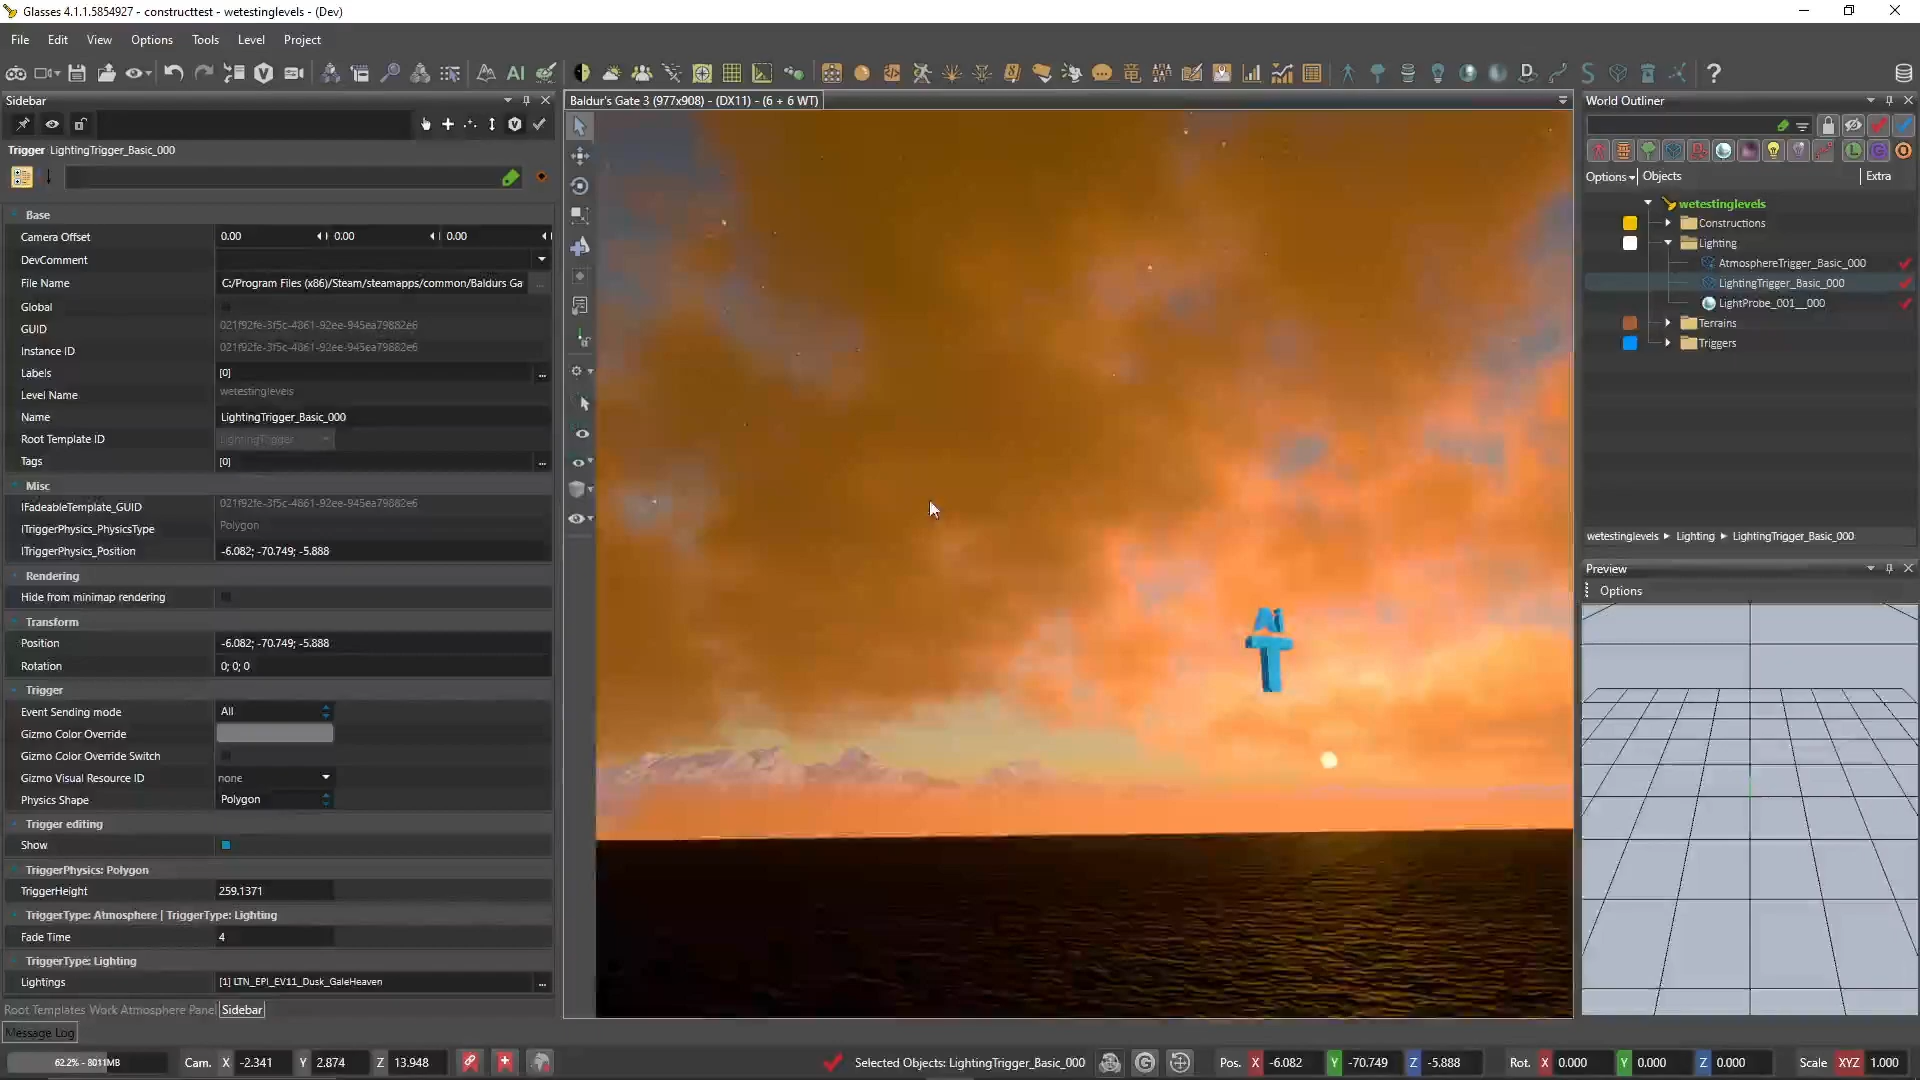 Glasses 4.1.1.5854927 - constructtest - wetestinglevels - (Dev)
File Edit View Options Tools Level Project
AI
Sidebar
Trigger LightingTrigger_Basic_000
Base
Camera Offset 0.00 0.00 0.00
DevComment
File Name C:/Program Files (x86)/Steam/steamapps/common/Baldurs Ga ...
Global
GUID 021f92fe-3f5c-4861-92ee-945ea79882e6
Instance ID 021f92fe-3f5c-4861-92ee-945ea79882e6
Labels [0] ...
Level Name wetestinglevels
Name LightingTrigger_Basic_000
Root Template ID LightingTrigger
Tags [0] ...
Misc
IFadeableTemplate_GUID 021f92fe-3f5c-4861-92ee-945ea79882e6
ITriggerPhysics_PhysicsType Polygon
ITriggerPhysics_Position -6.082; -70.749; -5.888
Rendering
Hide from minimap rendering
Transform
Position -6.082; -70.749; -5.888
Rotation 0; 0; 0
Trigger
Event Sending mode All
Gizmo Color Override
Gizmo Color Override Switch
Gizmo Visual Resource ID none
Physics Shape Polygon
Trigger editing
Show
TriggerPhysics: Polygon
TriggerHeight 259.1371
TriggerType: Atmosphere | TriggerType: Lighting
Fade Time 4
TriggerType: Lighting
Lightings [1] LTN_EPI_EV11_Dusk_GaleHeaven ...
Root Templates Work Atmosphere Panel Sidebar
Message Log
Baldur's Gate 3 (977x908) - (DX11) - (6 + 6 WT)
T
World Outliner
Options Objects Extra
wetestinglevels
Constructions
Lighting
AtmosphereTrigger_Basic_000
LightingTrigger_Basic_000
LightProbe_001__000
Terrains
Triggers
wetestinglevels Lighting LightingTrigger_Basic_000
Preview
Options
62.2% - 8011MB Cam. X -2.341 Y 2.874 Z 13.948 Selected Objects: LightingTrigger_Basic_000 Pos. X -6.082 Y -70.749 Z -5.888 Rot. X 0.000 Y 0.000 Z 0.000 Scale XYZ 1.000